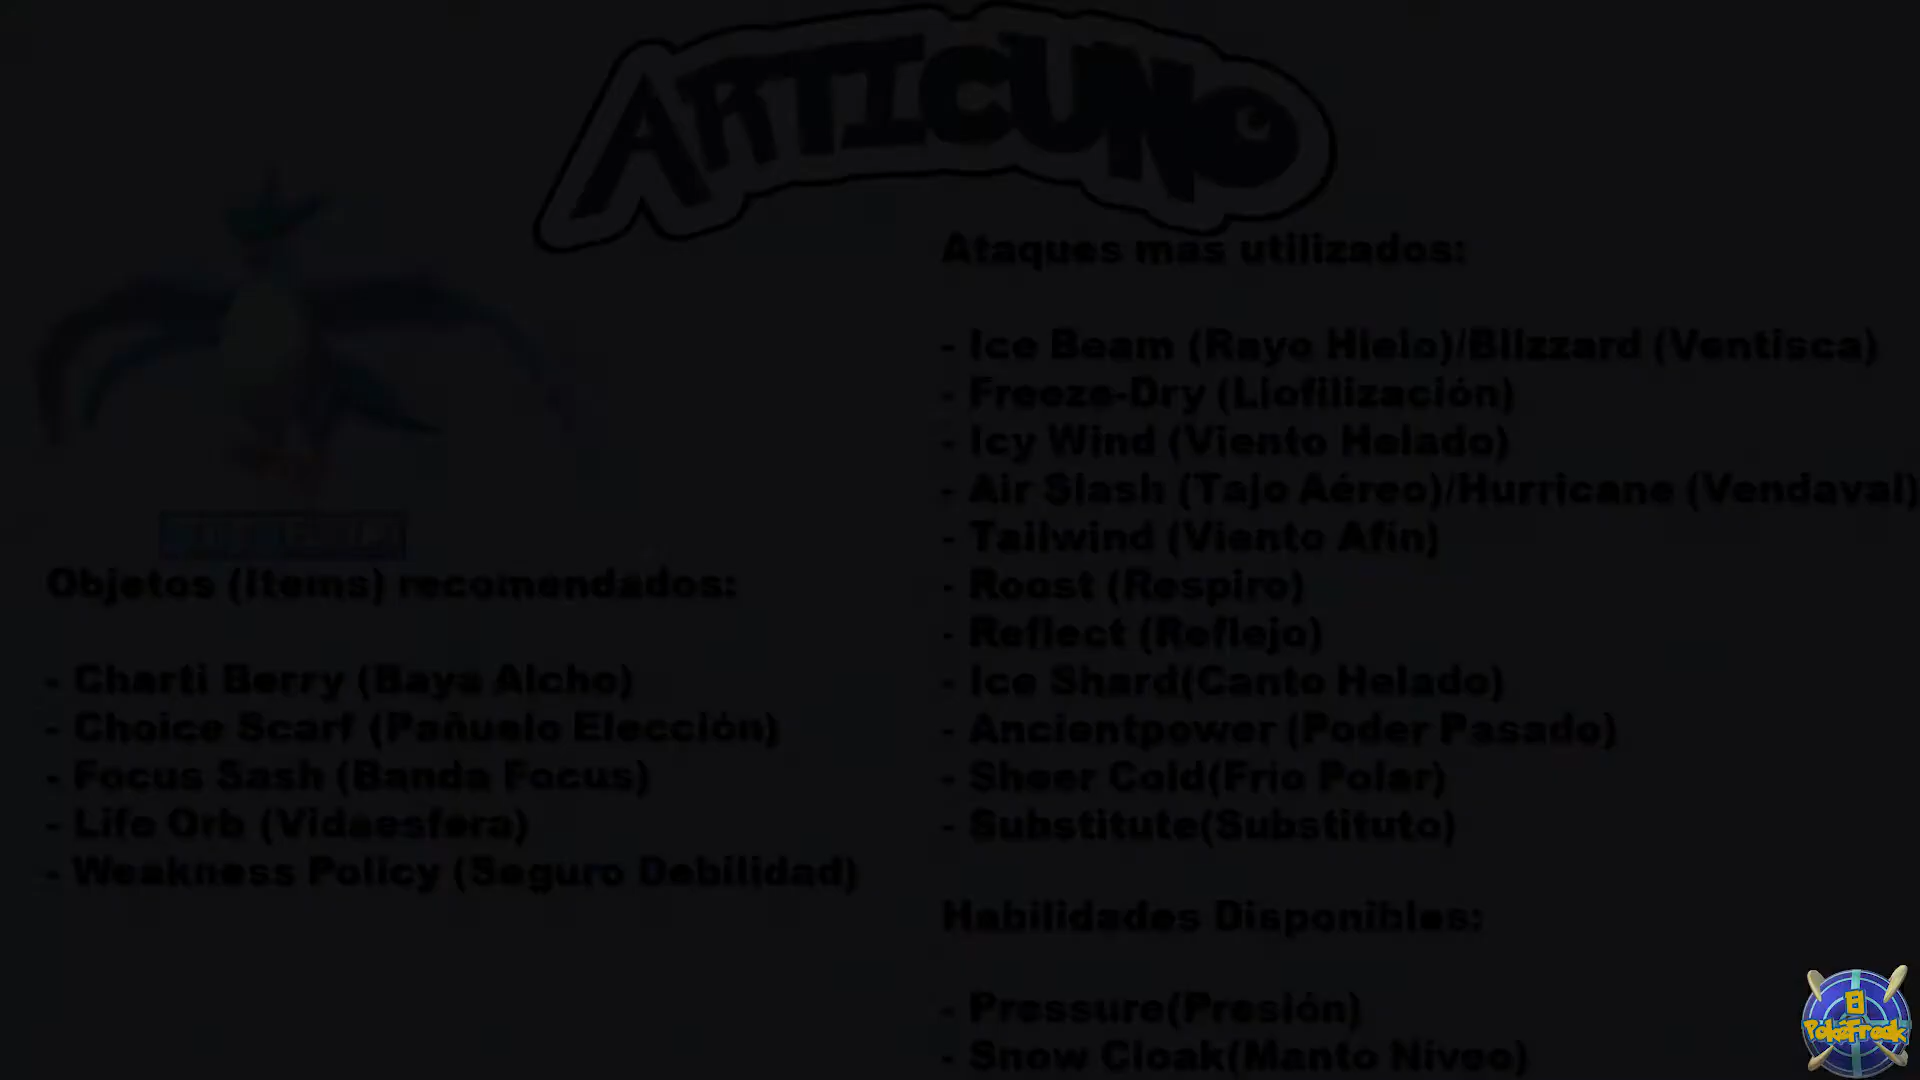 ARTICUNO
Objetos (Items) recomendados:
- Charti Berry (Baya Alcho)
- Choice Scarf (Pañuelo Elección)
- Focus Sash (Banda Focus)
- Life Orb (Vidaesfera)
- Weakness Policy (Seguro Debilidad)
Ataques mas utilizados:
- Ice Beam (Rayo Hielo)/Blizzard (Ventisca)
- Freeze-Dry (Liofilización)
- Icy Wind (Viento Helado)
- Air Slash (Tajo Aéreo)/Hurricane (Vendaval)
- Tailwind (Viento Afín)
- Roost (Respiro)
- Reflect (Reflejo)
- Ice Shard(Canto Helado)
- Ancientpower (Poder Pasado)
- Sheer Cold(Frio Polar)
- Substitute(Substituto)
Habilidades Disponibles:
- Pressure(Presión)
- Snow Cloak(Manto Níveo)
El
PokéFreak